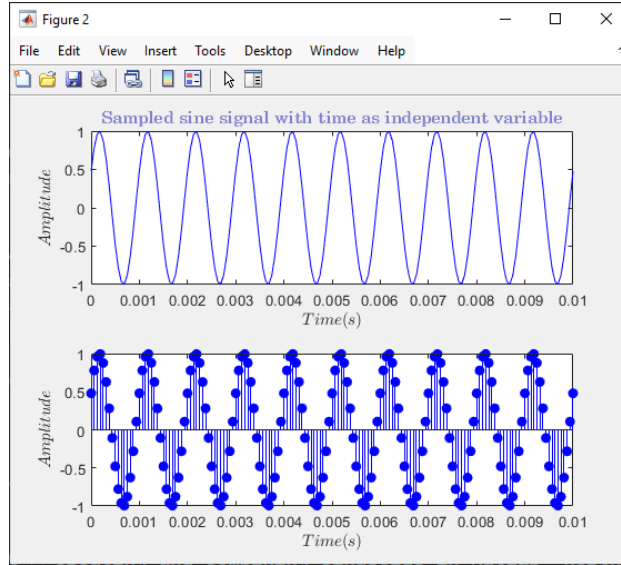 Figure 2
File Edit View Insert Tools Desktop Window Help
Sampled sine signal with time as independent variable
1
0.5
0
-0.5
-1
Amplitude
0 0.001 0.002 0.003 0.004 0.005 0.006 0.007 0.008 0.009 0.01
Time(s)
1
0.5
0
-0.5
-1
Amplitude
0 0.001 0.002 0.003 0.004 0.005 0.006 0.007 0.008 0.009 0.01
Time(s)